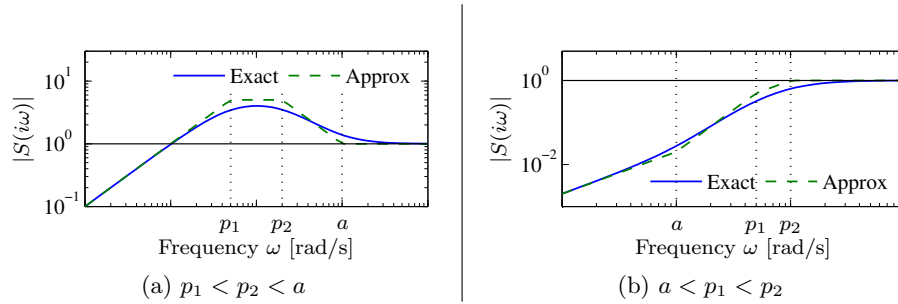 10^1
10^0
10^{-1}
|S(iω)|
Exact
Approx
p_1
p_2
a
Frequency ω [rad/s]
(a) p_1 < p_2 < a
10^0
10^{-2}
|S(iω)|
Exact
Approx
a
p_1
p_2
Frequency ω [rad/s]
(b) a < p_1 < p_2